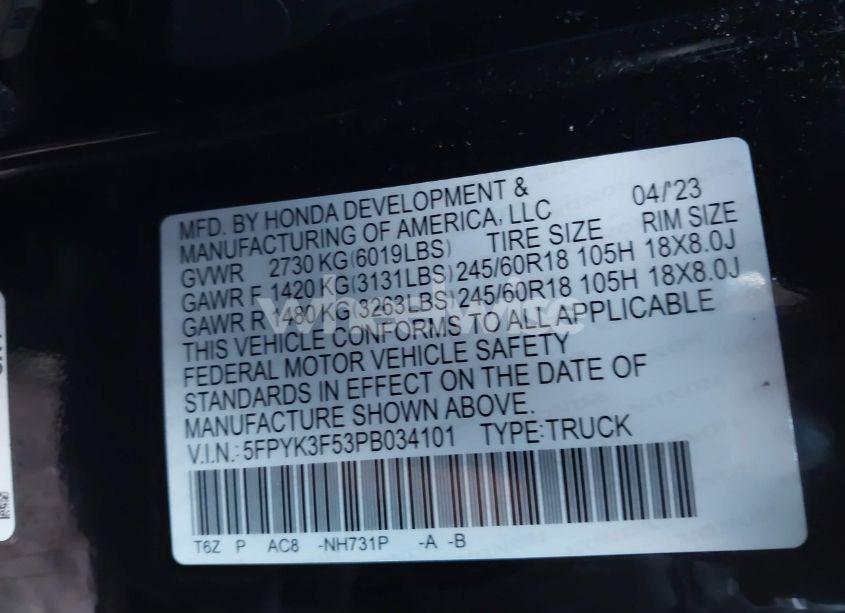 MFD. BY HONDA DEVELOPMENT &
MANUFACTURING OF AMERICA, LLC 04/'23
GVWR 2730 KG(6019LBS) TIRE SIZE RIM SIZE
GAWR F 1420 KG(3131LBS) 245/60R18 105H 18X8.0J
GAWR R 1480 KG(3263LBS) 245/60R18 105H 18X8.0J
THIS VEHICLE CONFORMS TO ALL APPLICABLE
FEDERAL MOTOR VEHICLE SAFETY
STANDARDS IN EFFECT ON THE DATE OF
MANUFACTURE SHOWN ABOVE.
V.I.N.: 5FPYK3F53PB034101 TYPE:TRUCK
T6Z P AC8 -NH731P -A -B